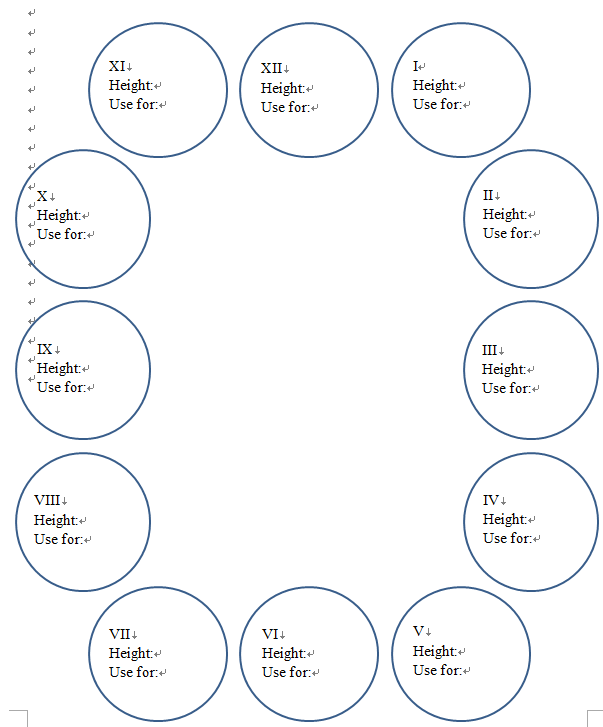 XI
Height:
Use for:
XII
Height:
Use for:
I
Height:
Use for:
X
Height:
Use for:
II
Height:
Use for:
IX
Height:
Use for:
III
Height:
Use for:
VIII
Height:
Use for:
IV
Height:
Use for:
VII
Height:
Use for:
VI
Height:
Use for:
V
Height:
Use for: